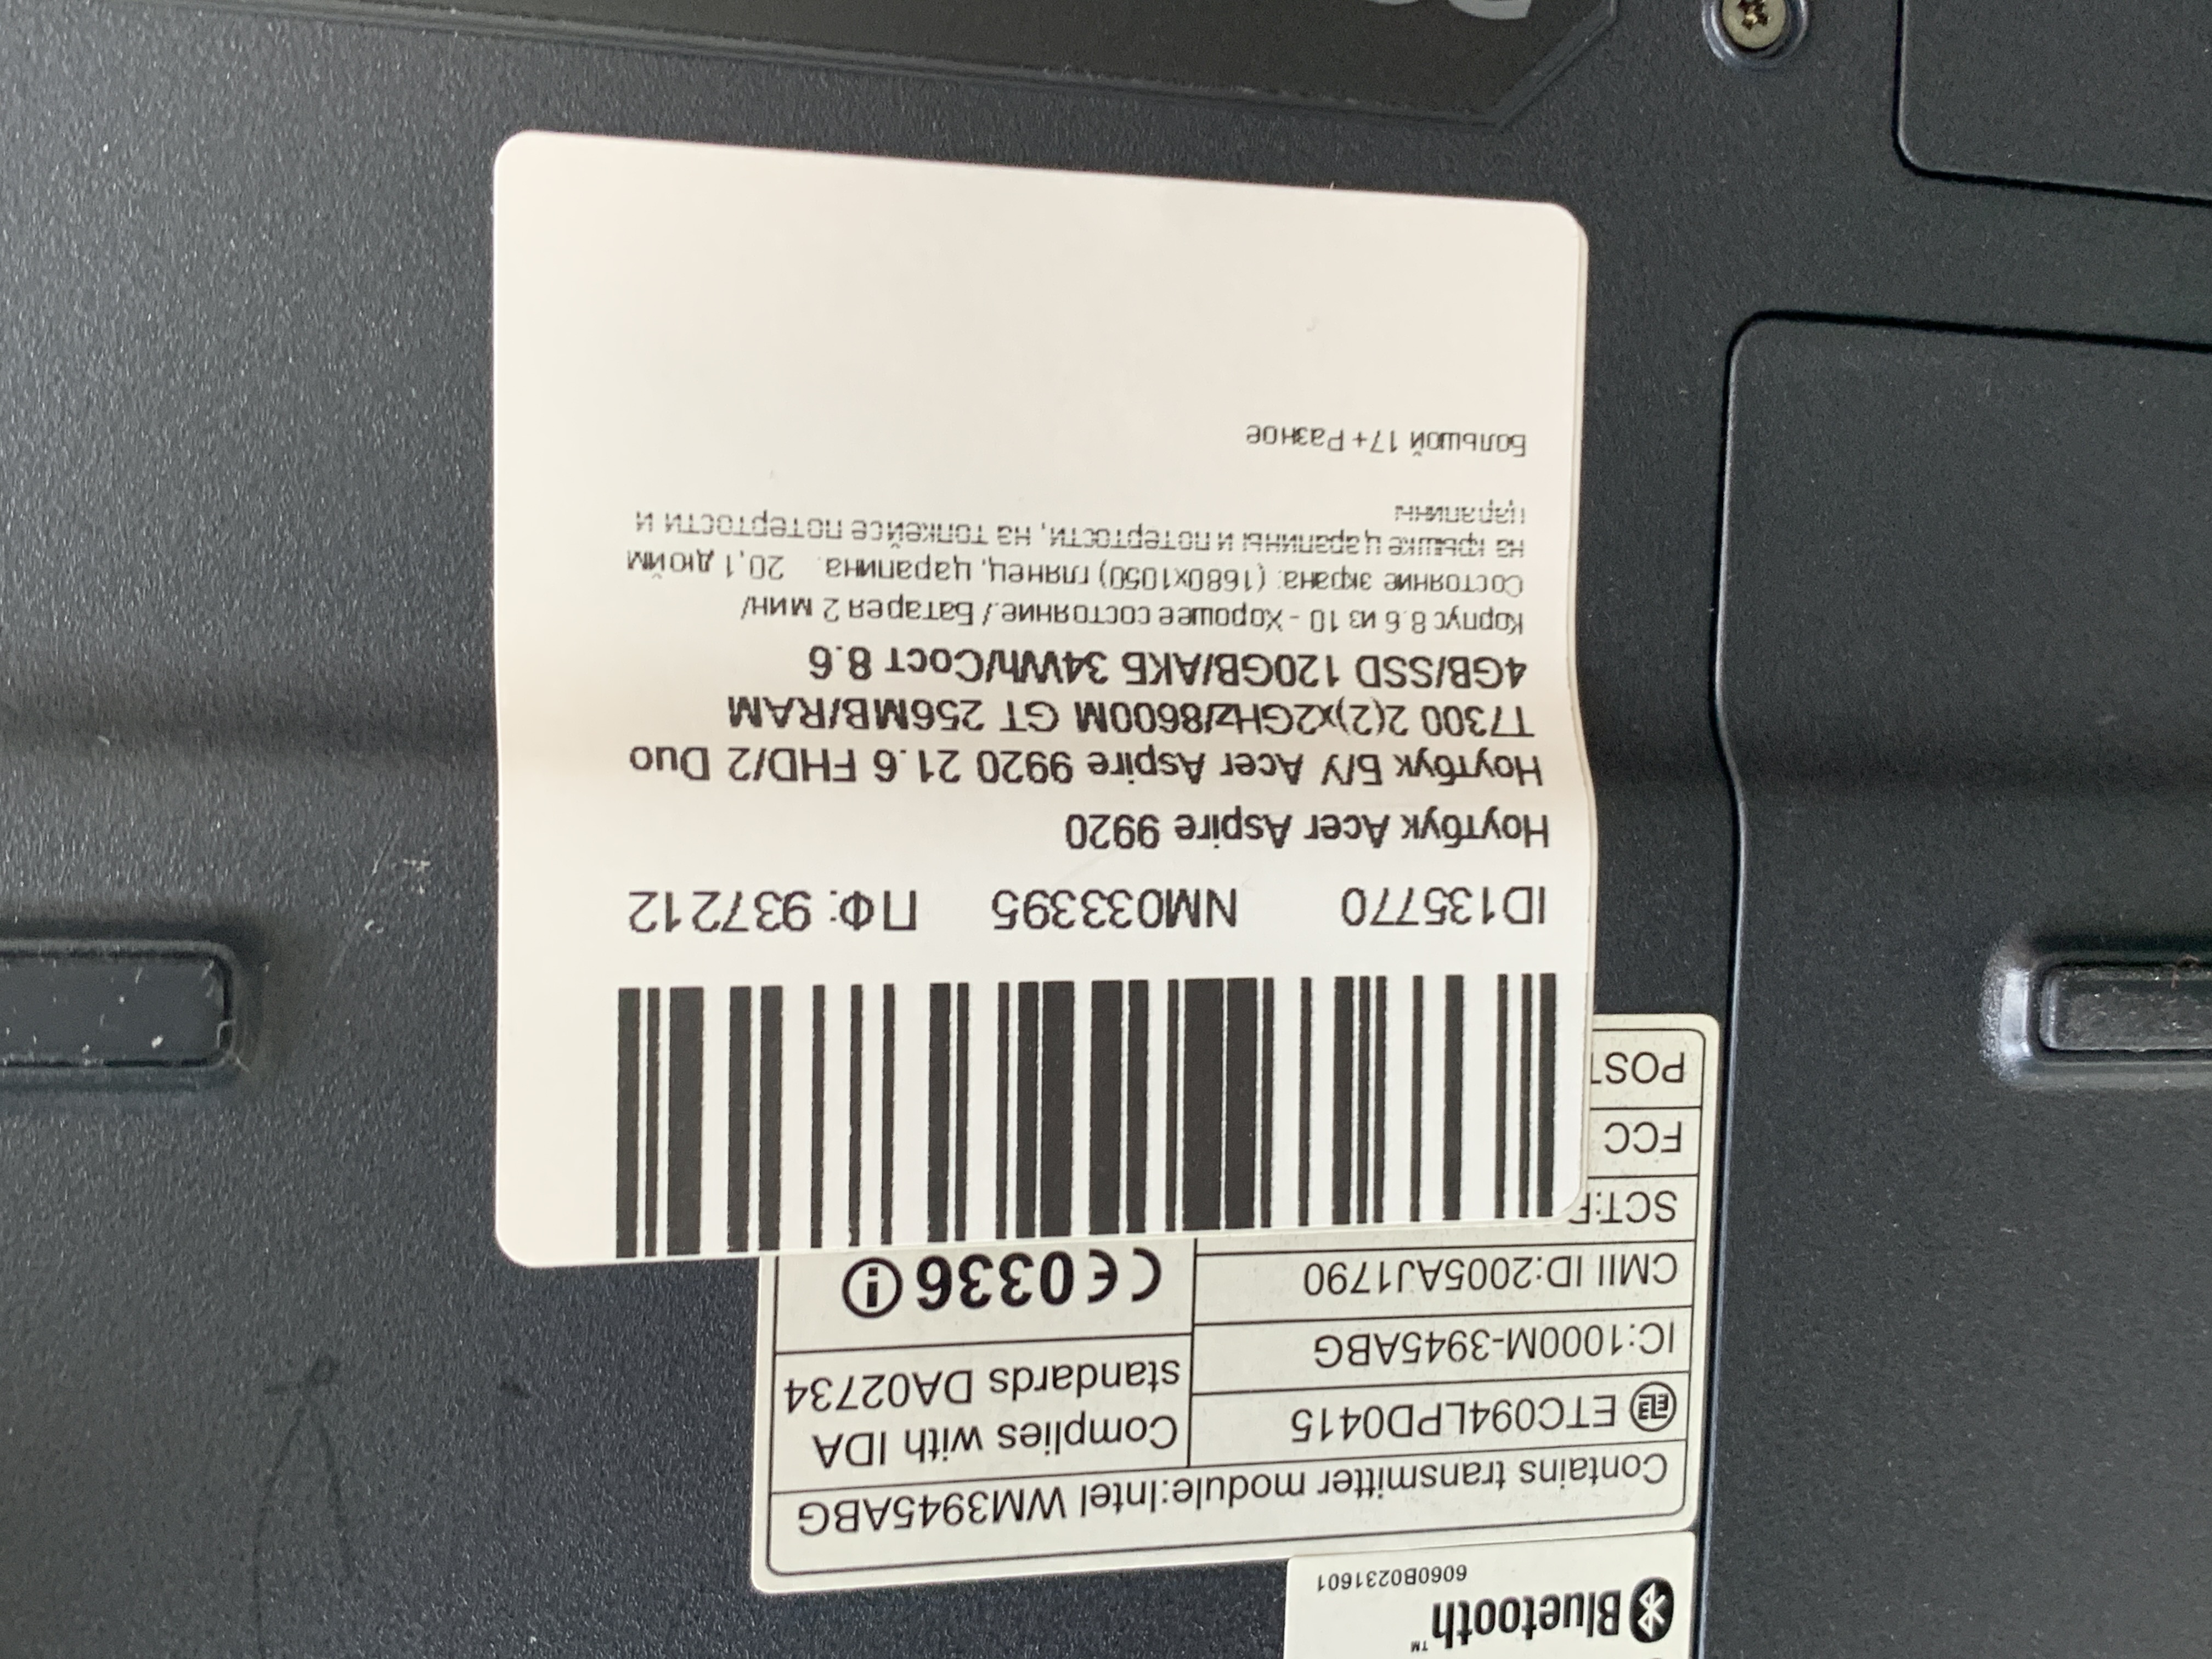 ID135770 NM033395 ПФ: 937212
Ноутбук Acer Aspire 9920
Ноутбук Б/У Acer Aspire 9920 21.6 FHD/2 Duo
T7300 2(2)x2GHz/8600M GT 256MB/RAM
4GB/SSD 120GB/АКБ 34Wh/Сост 8.6
Корпус 8.6 из 10 - Хорошее состояние./ Батарея 2 мин/
Состояние экрана: (1680x1050) глянец, царапина. 20,1 дюйм
на крышке царапины и потертости, на топкейсе потертости и
царапины
Большой 17+ Разное
Bluetooth™
6060B0231601
Contains transmitter module:Intel WM3945ABG
ETC094LPD0415
IC:1000M-3945ABG
CMII ID:2005AJ1790
SCT:
FCC
POST
Complies with IDA
standards DA02734
CE0336